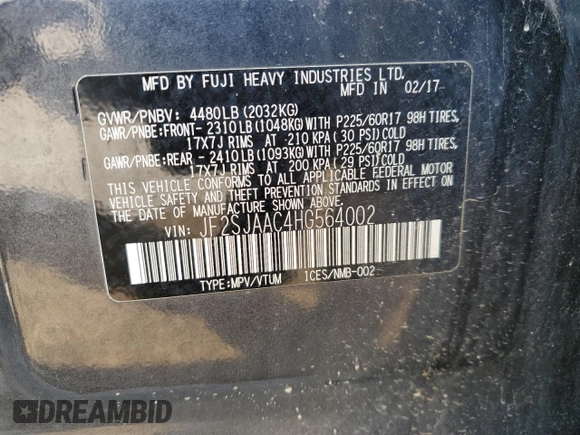 MFD BY FUJI HEAVY INDUSTRIES LTD.
MFD IN 02/17
GVWR/PNBV: 4480LB(2032KG)
GAWR/PNBE:FRONT- 2310LB(1048KG)WITH P225/60R17 98H TIRES,
17X7J RIMS AT 210 KPA(30 PSI)COLD
GAWR/PNBE:REAR - 2410LB(1093KG)WITH P225/60R17 98H TIRES,
17X7J RIMS AT 200 KPA(29 PSI)COLD
THIS VEHICLE CONFORMS TO ALL APPLICABLE FEDERAL MOTOR
VEHICLE SAFETY AND THEFT PREVENTION STANDARDS IN EFFECT ON
THE DATE OF MANUFACTURE SHOWN ABOVE.
VIN: JF2SJAAC4HG564002
TYPE:MPV/VTUM 1CES/NMB-002
DREAMBID